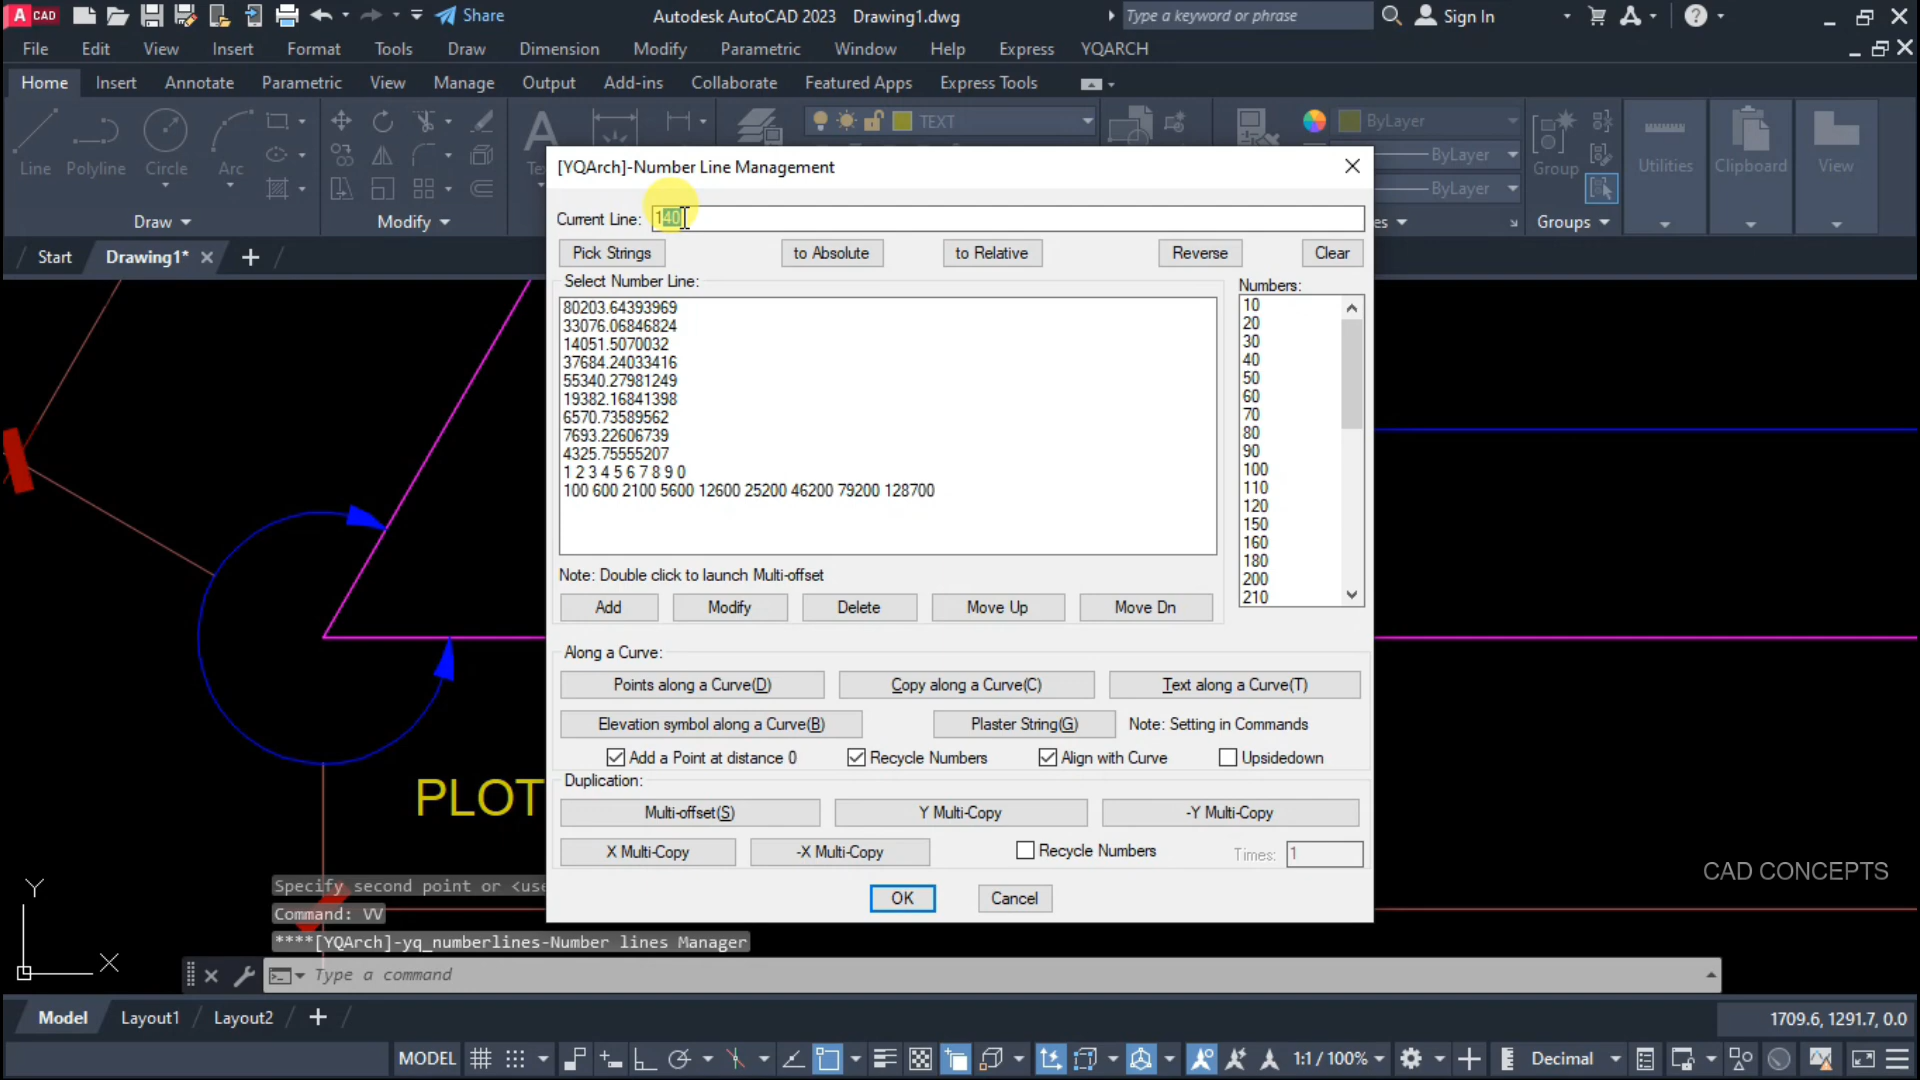 A CAD
Share
Autodesk AutoCAD 2023 Drawing1.dwg
Type a keyword or phrase
Sign In
File Edit View Insert Format Tools Draw Dimension Modify Parametric Window Help Express YQARCH
Home Insert Annotate Parametric View Manage Output Add-ins Collaborate Featured Apps Express Tools
TEXT
ByLayer
Line Polyline Circle Arc
ByLayer
Group Utilities Clipboard View
ByLayer
Draw Modify Groups
Start Drawing1*
[YQArch]-Number Line Management
Current Line: 140
Pick Strings to Absolute to Relative Reverse Clear
Select Number Line:
80203.64393969
33076.06846824
14051.5070032
37684.24033416
55340.27981249
19382.16841398
6570.73589562
7693.22606739
4325.75555207
1 2 3 4 5 6 7 8 9 0
100 600 2100 5600 12600 25200 46200 79200 128700
Numbers:
10
20
30
40
50
60
70
80
90
100
110
120
150
160
180
200
210
Note: Double click to launch Multi-offset
Add Modify Delete Move Up Move Dn
Along a Curve:
Points along a Curve(D) Copy along a Curve(C) Text along a Curve(T)
Elevation symbol along a Curve(B) Plaster String(G) Note: Setting in Commands
Add a Point at distance 0 Recycle Numbers Align with Curve Upsidedown
Duplication:
Multi-offset(S) Y Multi-Copy -Y Multi-Copy
X Multi-Copy -X Multi-Copy Recycle Numbers Times: 1
OK Cancel
PLOT
CAD CONCEPTS
Y
X
Specify second point or <use
Command: VV
****[YQArch]-yq_numberlines-Number lines Manager
Type a command
Model Layout1 Layout2
1709.6, 1291.7, 0.0
MODEL 1:1 / 100% Decimal